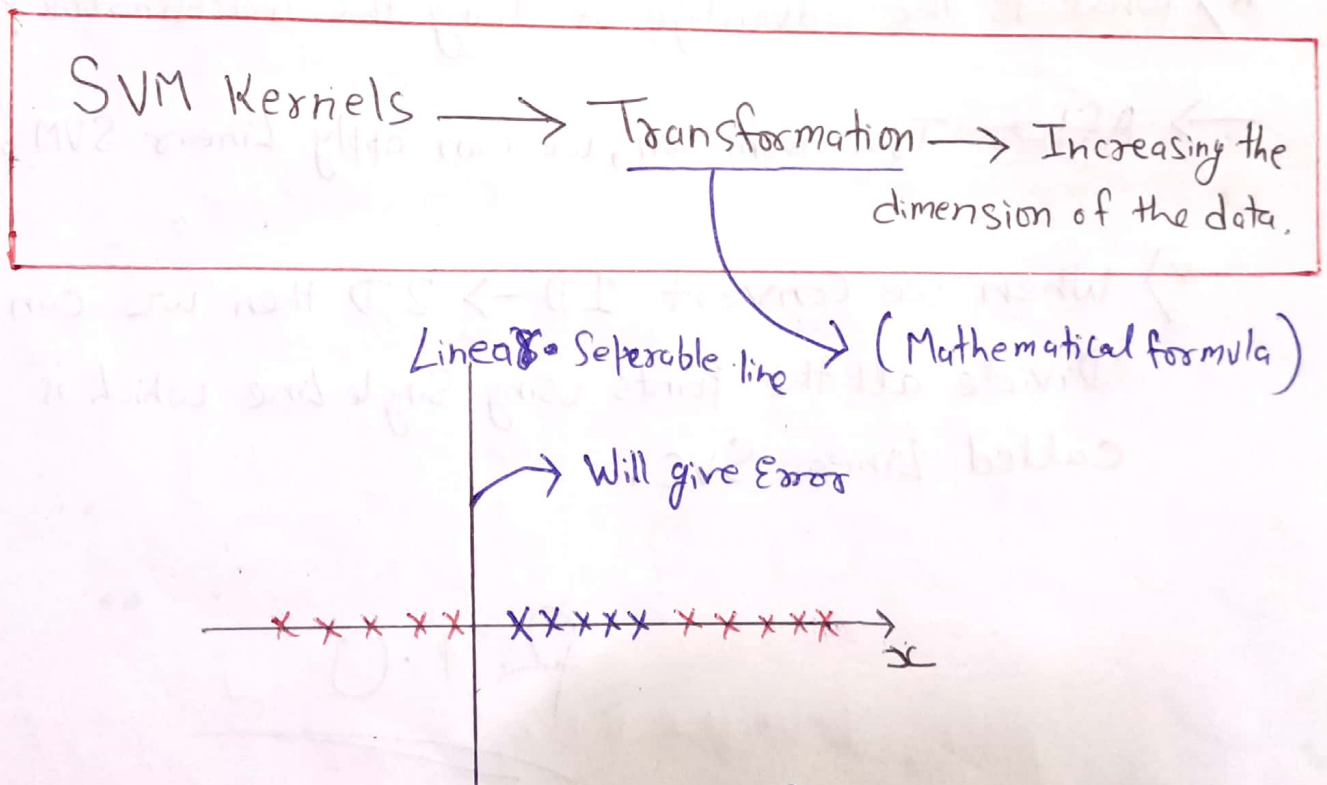 SVM Kernels → Transformation → Increasing the
dimension of the data.
Linear Seperable line
(Mathematical formula)
Will give Error
x x x x x x x x x x x x x x x
x